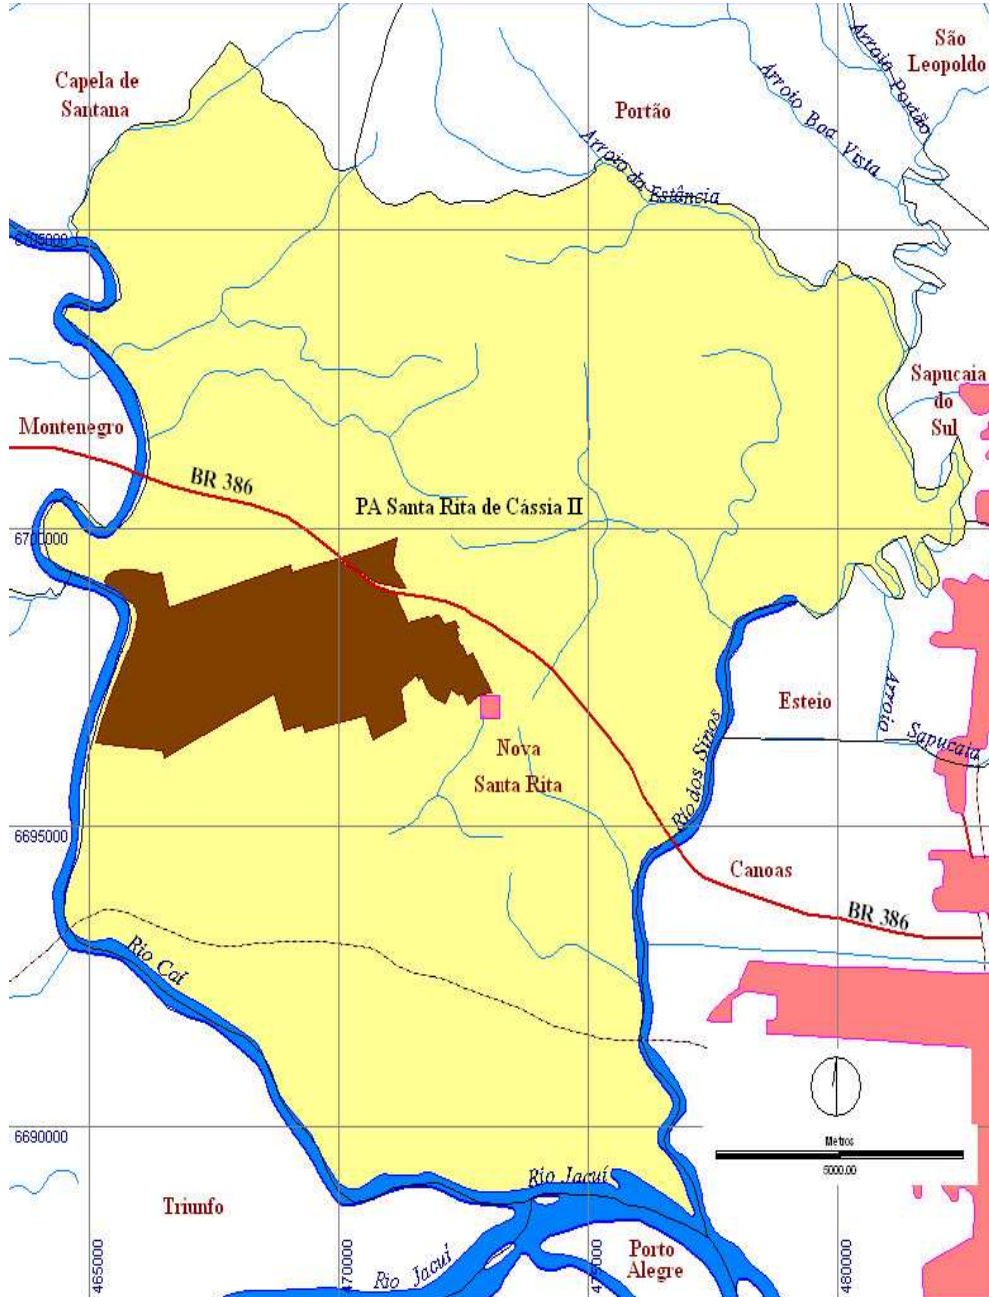 São
Leopoldo
Arroio Portão
Capela de
Santana
Arroio Boa Vista
Portão
Arroio do Estância
6705000
Sapucaia
do
Sul
Montenegro
BR 386
PA Santa Rita de Cássia II
6700000
Esteio
Arroio
Sapucaia
Rio dos Sinos
Nova
Santa Rita
6695000
Canoas
BR 386
Rio Caí
6690000
Metros
5000.00
Rio Jacuí
Triunfo
Porto
Alegre
Rio Jacuí
465000
470000
475000
480000